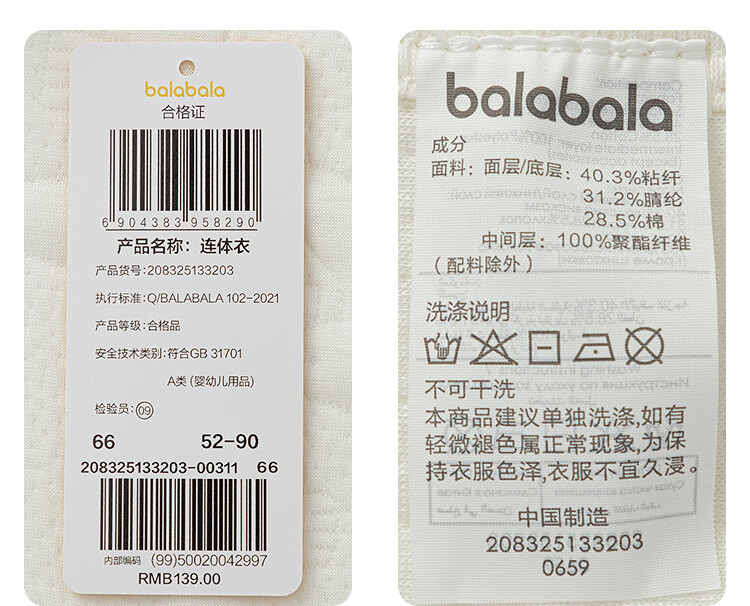 balabala
合格证
6 904383 958290
产品名称: 连体衣
产品货号:208325133203
执行标准:Q/BALABALA 102-2021
产品等级:合格品
安全技术类别:符合GB 31701
A类 (婴幼儿用品)
检验员:09
66 52-90
208325133203-00311 66
内部编码 (99)50020042997
RMB139.00
balabala
成分
面料: 面层/底层: 40.3%粘纤
31.2%腈纶
28.5%棉
中间层: 100%聚酯纤维
(配料除外)
洗涤说明
不可干洗
本商品建议单独洗涤,如有
轻微褪色属正常现象,为保
持衣服色泽,衣服不宜久浸。
中国制造
208325133203
0659